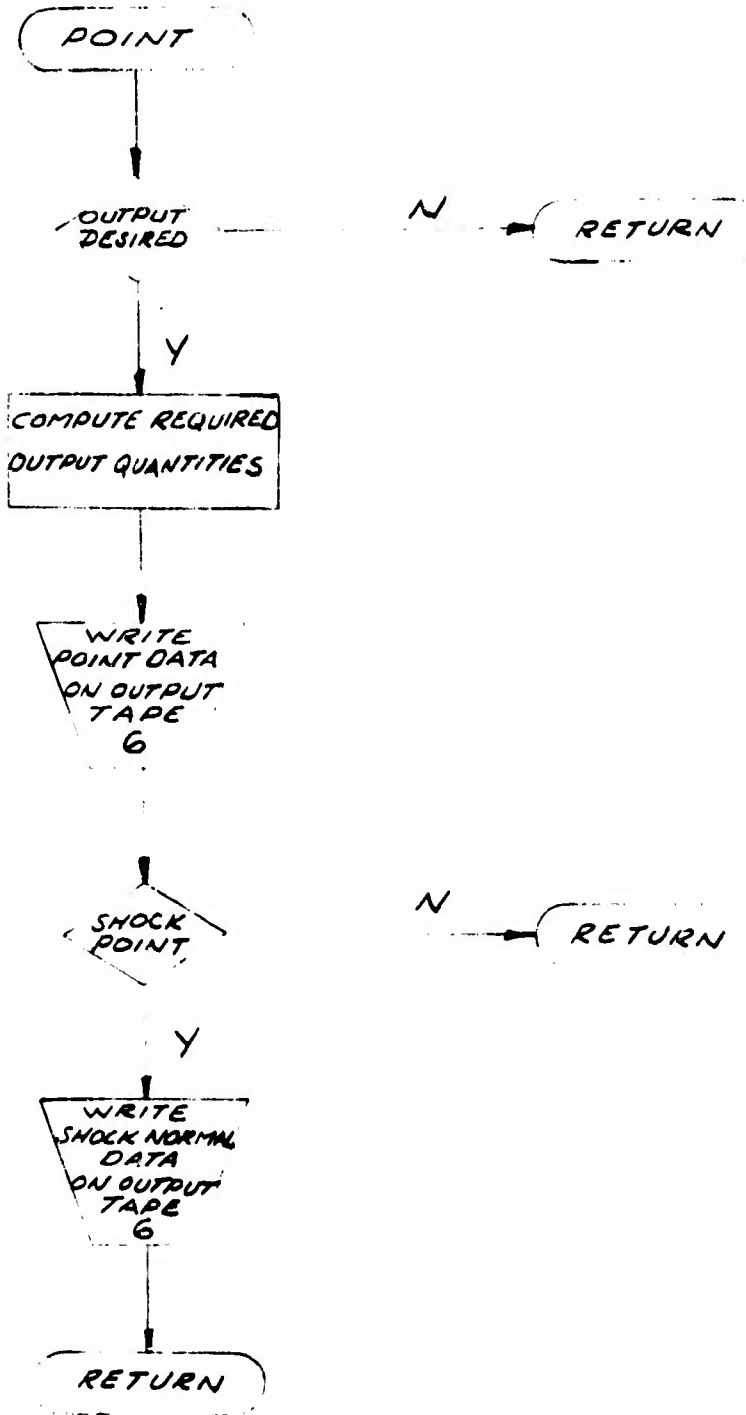 POINT
OUTPUT
DESIRED
N
RETURN
Y
COMPUTE REQUIRED
OUTPUT QUANTITIES
WRITE
POINT DATA
ON OUTPUT
TAPE
6
SHOCK
POINT
N
RETURN
Y
WRITE
SHOCK NORMAL
DATA
ON OUTPUT
TAPE
6
RETURN